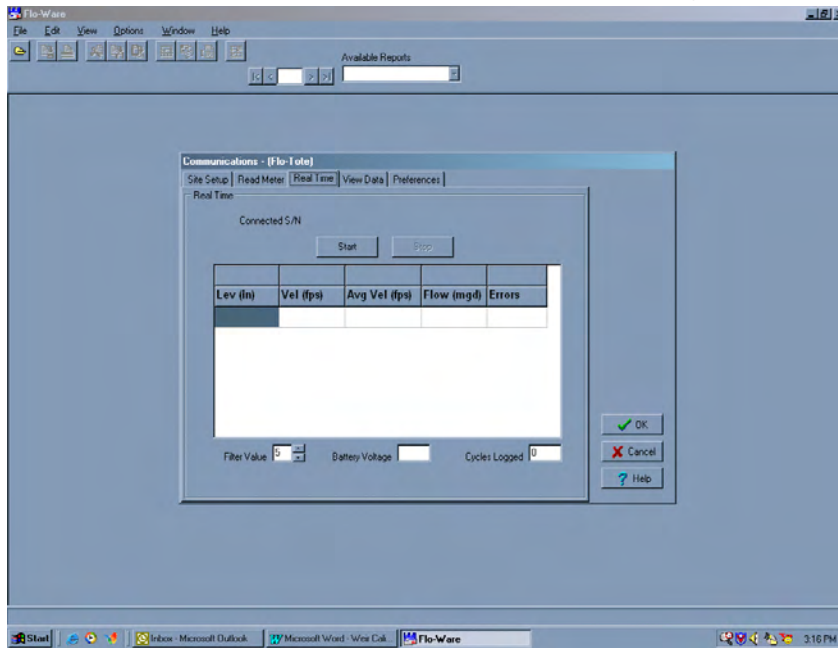 Flo-Ware
File Edit View Options Window Help
Available Reports
Communications - (Flo-Tote)
Site Setup Read Meter Real Time View Data Preferences
Real Time
Connected S/N
Start Stop
Lev (In) Vel (fps) Avg Vel (fps) Flow (mgd) Errors
Filter Value 5 Battery Voltage Cycles Logged 0
OK
Cancel
? Help
Start Inbox - Microsoft Outlook Microsoft Word - Weir Cali... Flo-Ware 3:16 PM